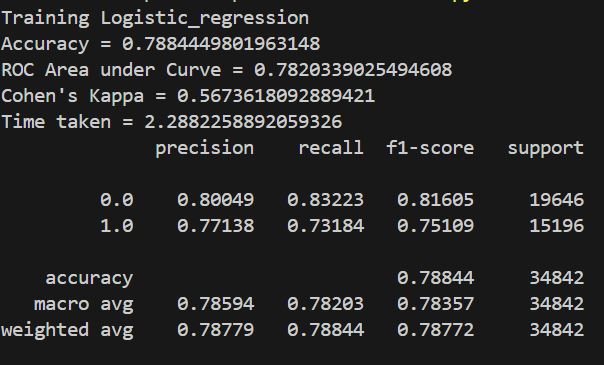 Training Logistic_regression
Accuracy = 0.7884449801963148
ROC Area under Curve = 0.7820339025494608
Cohen's Kappa = 0.5673618092889421
Time taken = 2.2882258892059326
precision recall f1-score support
0.0 0.80049 0.83223 0.81605 19646
1.0 0.77138 0.73184 0.75109 15196
accuracy 0.78844 34842
macro avg 0.78594 0.78203 0.78357 34842
weighted avg 0.78779 0.78844 0.78772 34842